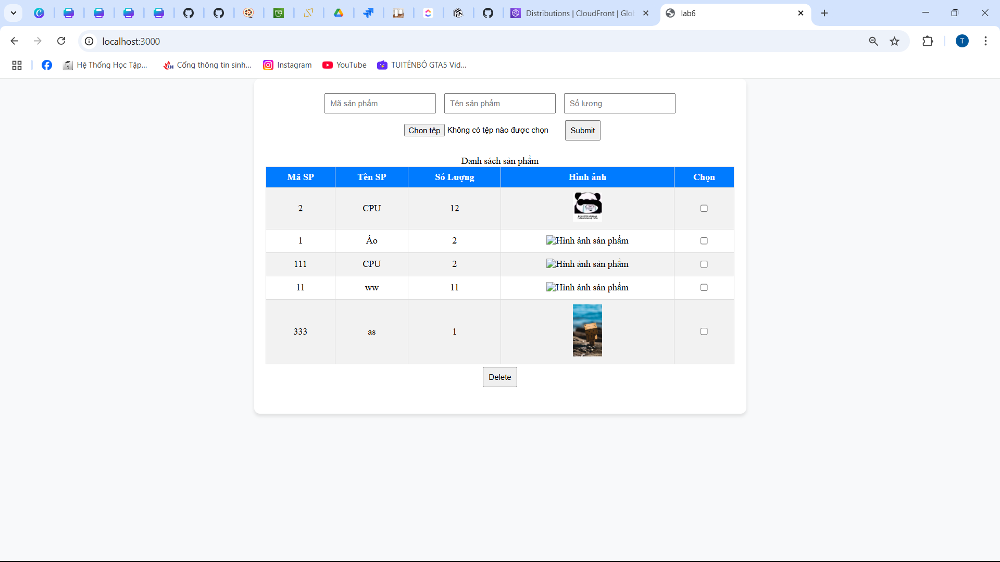 Distributions | CloudFront | Glo
lab6
localhost:3000
T
Hệ Thống Học Tập...
Cổng thông tin sinh...
Instagram
YouTube
TUITÊNBÔ GTA5 Vid...
Mã sản phẩm
Tên sản phẩm
Số lượng
Chọn tệp Không có tệp nào được chọn
Submit
Danh sách sản phẩm
Mã SP Tên SP Só Lượng Hình ảnh Chọn
2 CPU 12
1 Áo 2 Hình ảnh sản phẩm
111 CPU 2 Hình ảnh sản phẩm
11 ww 11 Hình ảnh sản phẩm
333 as 1
Delete